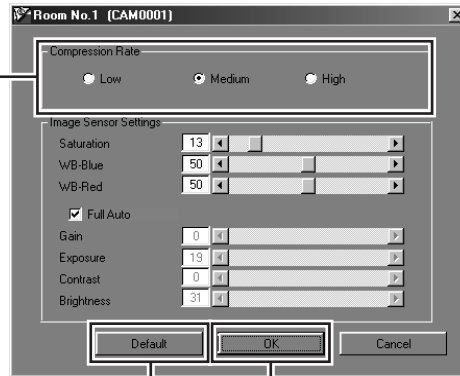 Room No.1 (CAM0001)
Compression Rate
Low Medium High
Image Sensor Settings
Saturation 13
WB-Blue 50
WB-Red 50
Full Auto
Gain 0
Exposure 19
Contrast 0
Brightness 31
Default OK Cancel